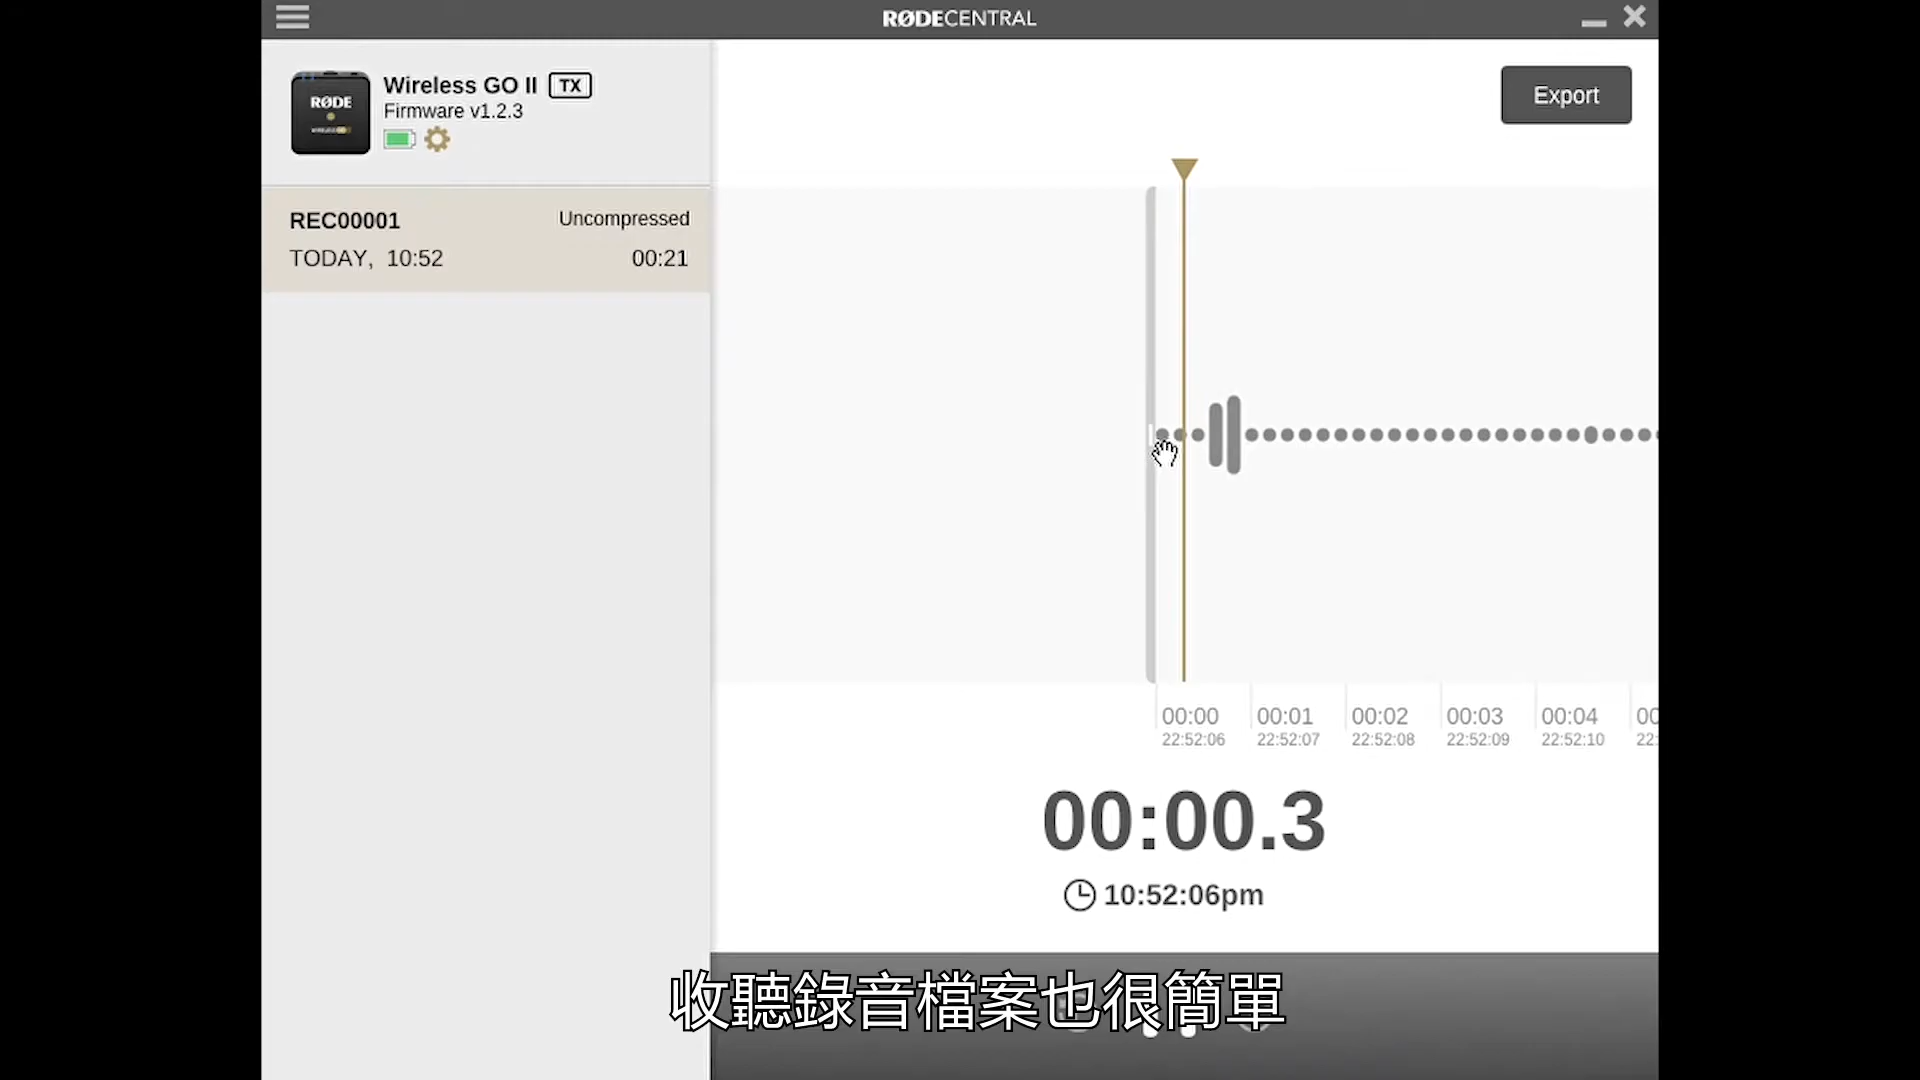 RØDECENTRAL
Wireless GO II TX
Firmware v1.2.3
RØDE
Export
REC00001 Uncompressed
TODAY, 10:52 00:21
00:00 00:01 00:02 00:03 00:04 00
22:52:06 22:52:07 22:52:08 22:52:09 22:52:10 22:
00:00.3
10:52:06pm
收聽錄音檔案也很簡單